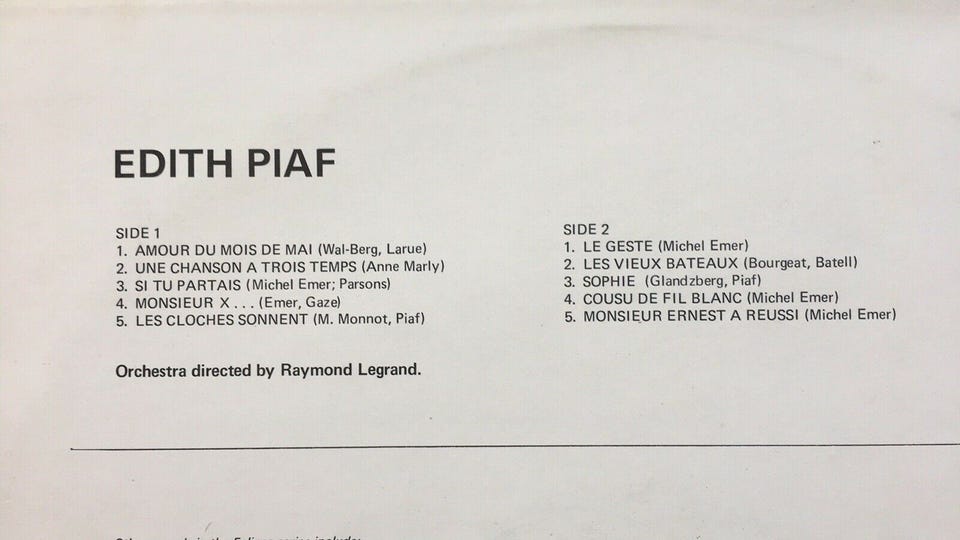 EDITH PIAF
SIDE 1
1. AMOUR DU MOIS DE MAI (Wal-Berg, Larue)
2. UNE CHANSON A TROIS TEMPS (Anne Marly)
3. SI TU PARTAIS (Michel Emer; Parsons)
4. MONSIEUR X . . . (Emer, Gaze)
5. LES CLOCHES SONNENT (M. Monnot, Piaf)
Orchestra directed by Raymond Legrand.
SIDE 2
1. LE GESTE (Michel Emer)
2. LES VIEUX BATEAUX (Bourgeat, Batell)
3. SOPHIE (Glandzberg, Piaf)
4. COUSU DE FIL BLANC (Michel Emer)
5. MONSIEUR ERNEST A REUSSI (Michel Emer)